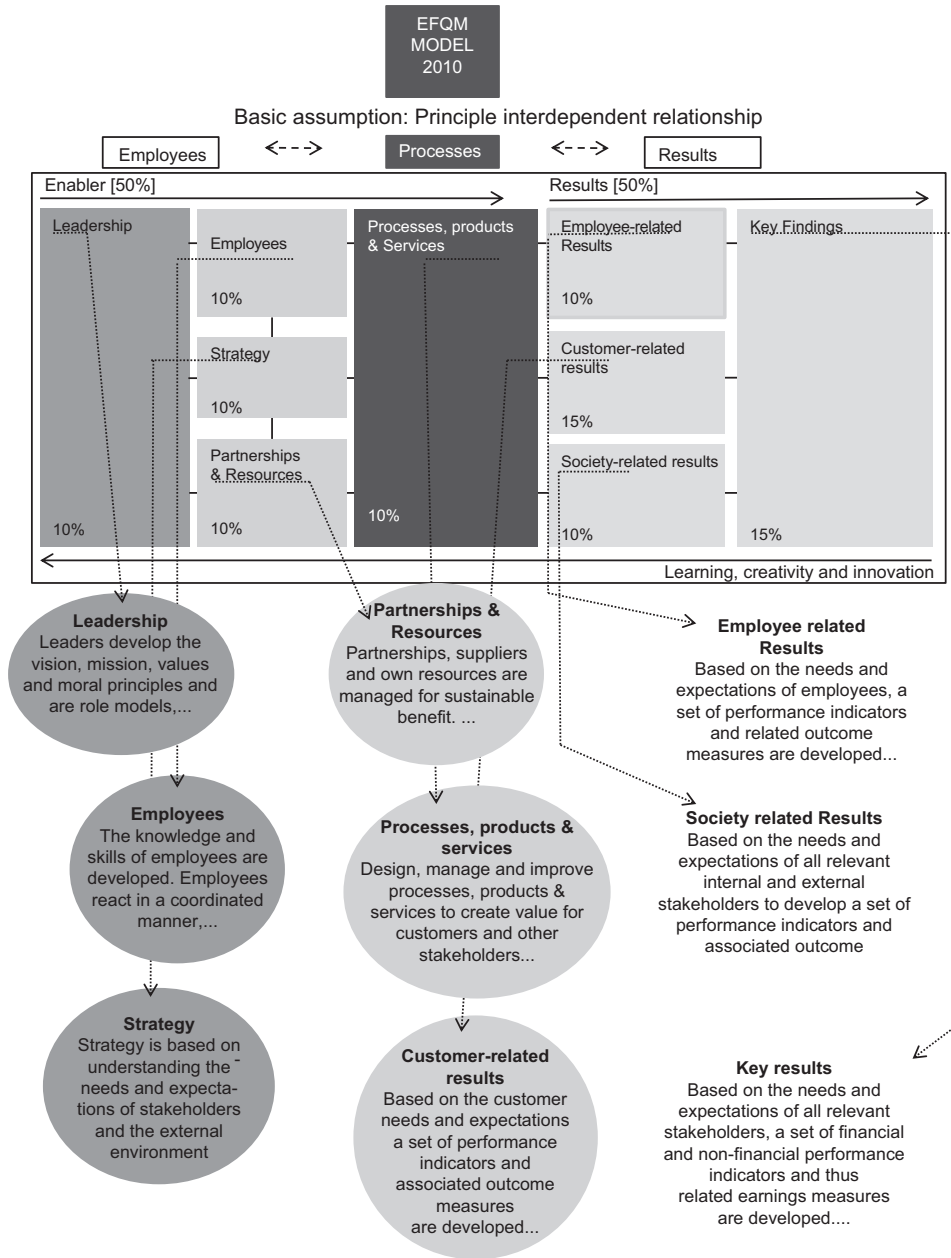 EFQM
MODEL
2010
Basic assumption: Principle interdependent relationship
Employees
Processes
Results
Enabler [50%]
Results [50%]
Leadership
10%
Employees
10%
Strategy
10%
Partnerships
& Resources
10%
Processes, products
& Services
10%
Employee-related
Results
10%
Customer-related
results
15%
Society-related results
10%
Key Findings
15%
Learning, creativity and innovation
Leadership
Leaders develop the
vision, mission, values
and moral principles and
are role models,...
Employees
The knowledge and
skills of employees are
developed. Employees
react in a coordinated
manner,...
Strategy
Strategy is based on
understanding the
needs and expecta-
tions of stakeholders
and the external
environment
Partnerships &
Resources
Partnerships, suppliers
and own resources are
managed for sustainable
benefit. ...
Processes, products &
services
Design, manage and improve
processes, products &
services to create value for
customers and other
stakeholders...
Customer-related
results
Based on the customer
needs and expectations
a set of performance
indicators and
associated outcome
measures
are developed...
Employee related
Results
Based on the needs and
expectations of employees, a
set of performance indicators
and related outcome
measures are developed...
Society related Results
Based on the needs and
expectations of all relevant
internal and external
stakeholders to develop a set of
performance indicators and
associated outcome
Key results
Based on the needs and
expectations of all relevant
stakeholders, a set of financial
and non-financial performance
indicators and thus
related earnings measures
are developed....